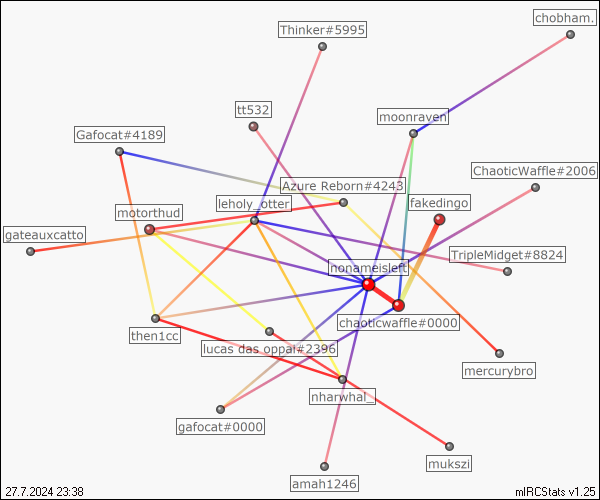 chobham.
Thinker#5995
tt532
moonraven
Gafocat#4189
ChaoticWaffle#2006
Azure Reborn#4243
leholy_otter
fakedingo
motorthud
gateauxcatto
TripleMidget#8824
nonameisleft
chaoticwaffle#0000
then1cc
lucas das oppai#2396
mercurybro
nharwhal_
gafocat#0000
mukszi
amah1246
27.7.2024 23:38
mIRCStats v1.25